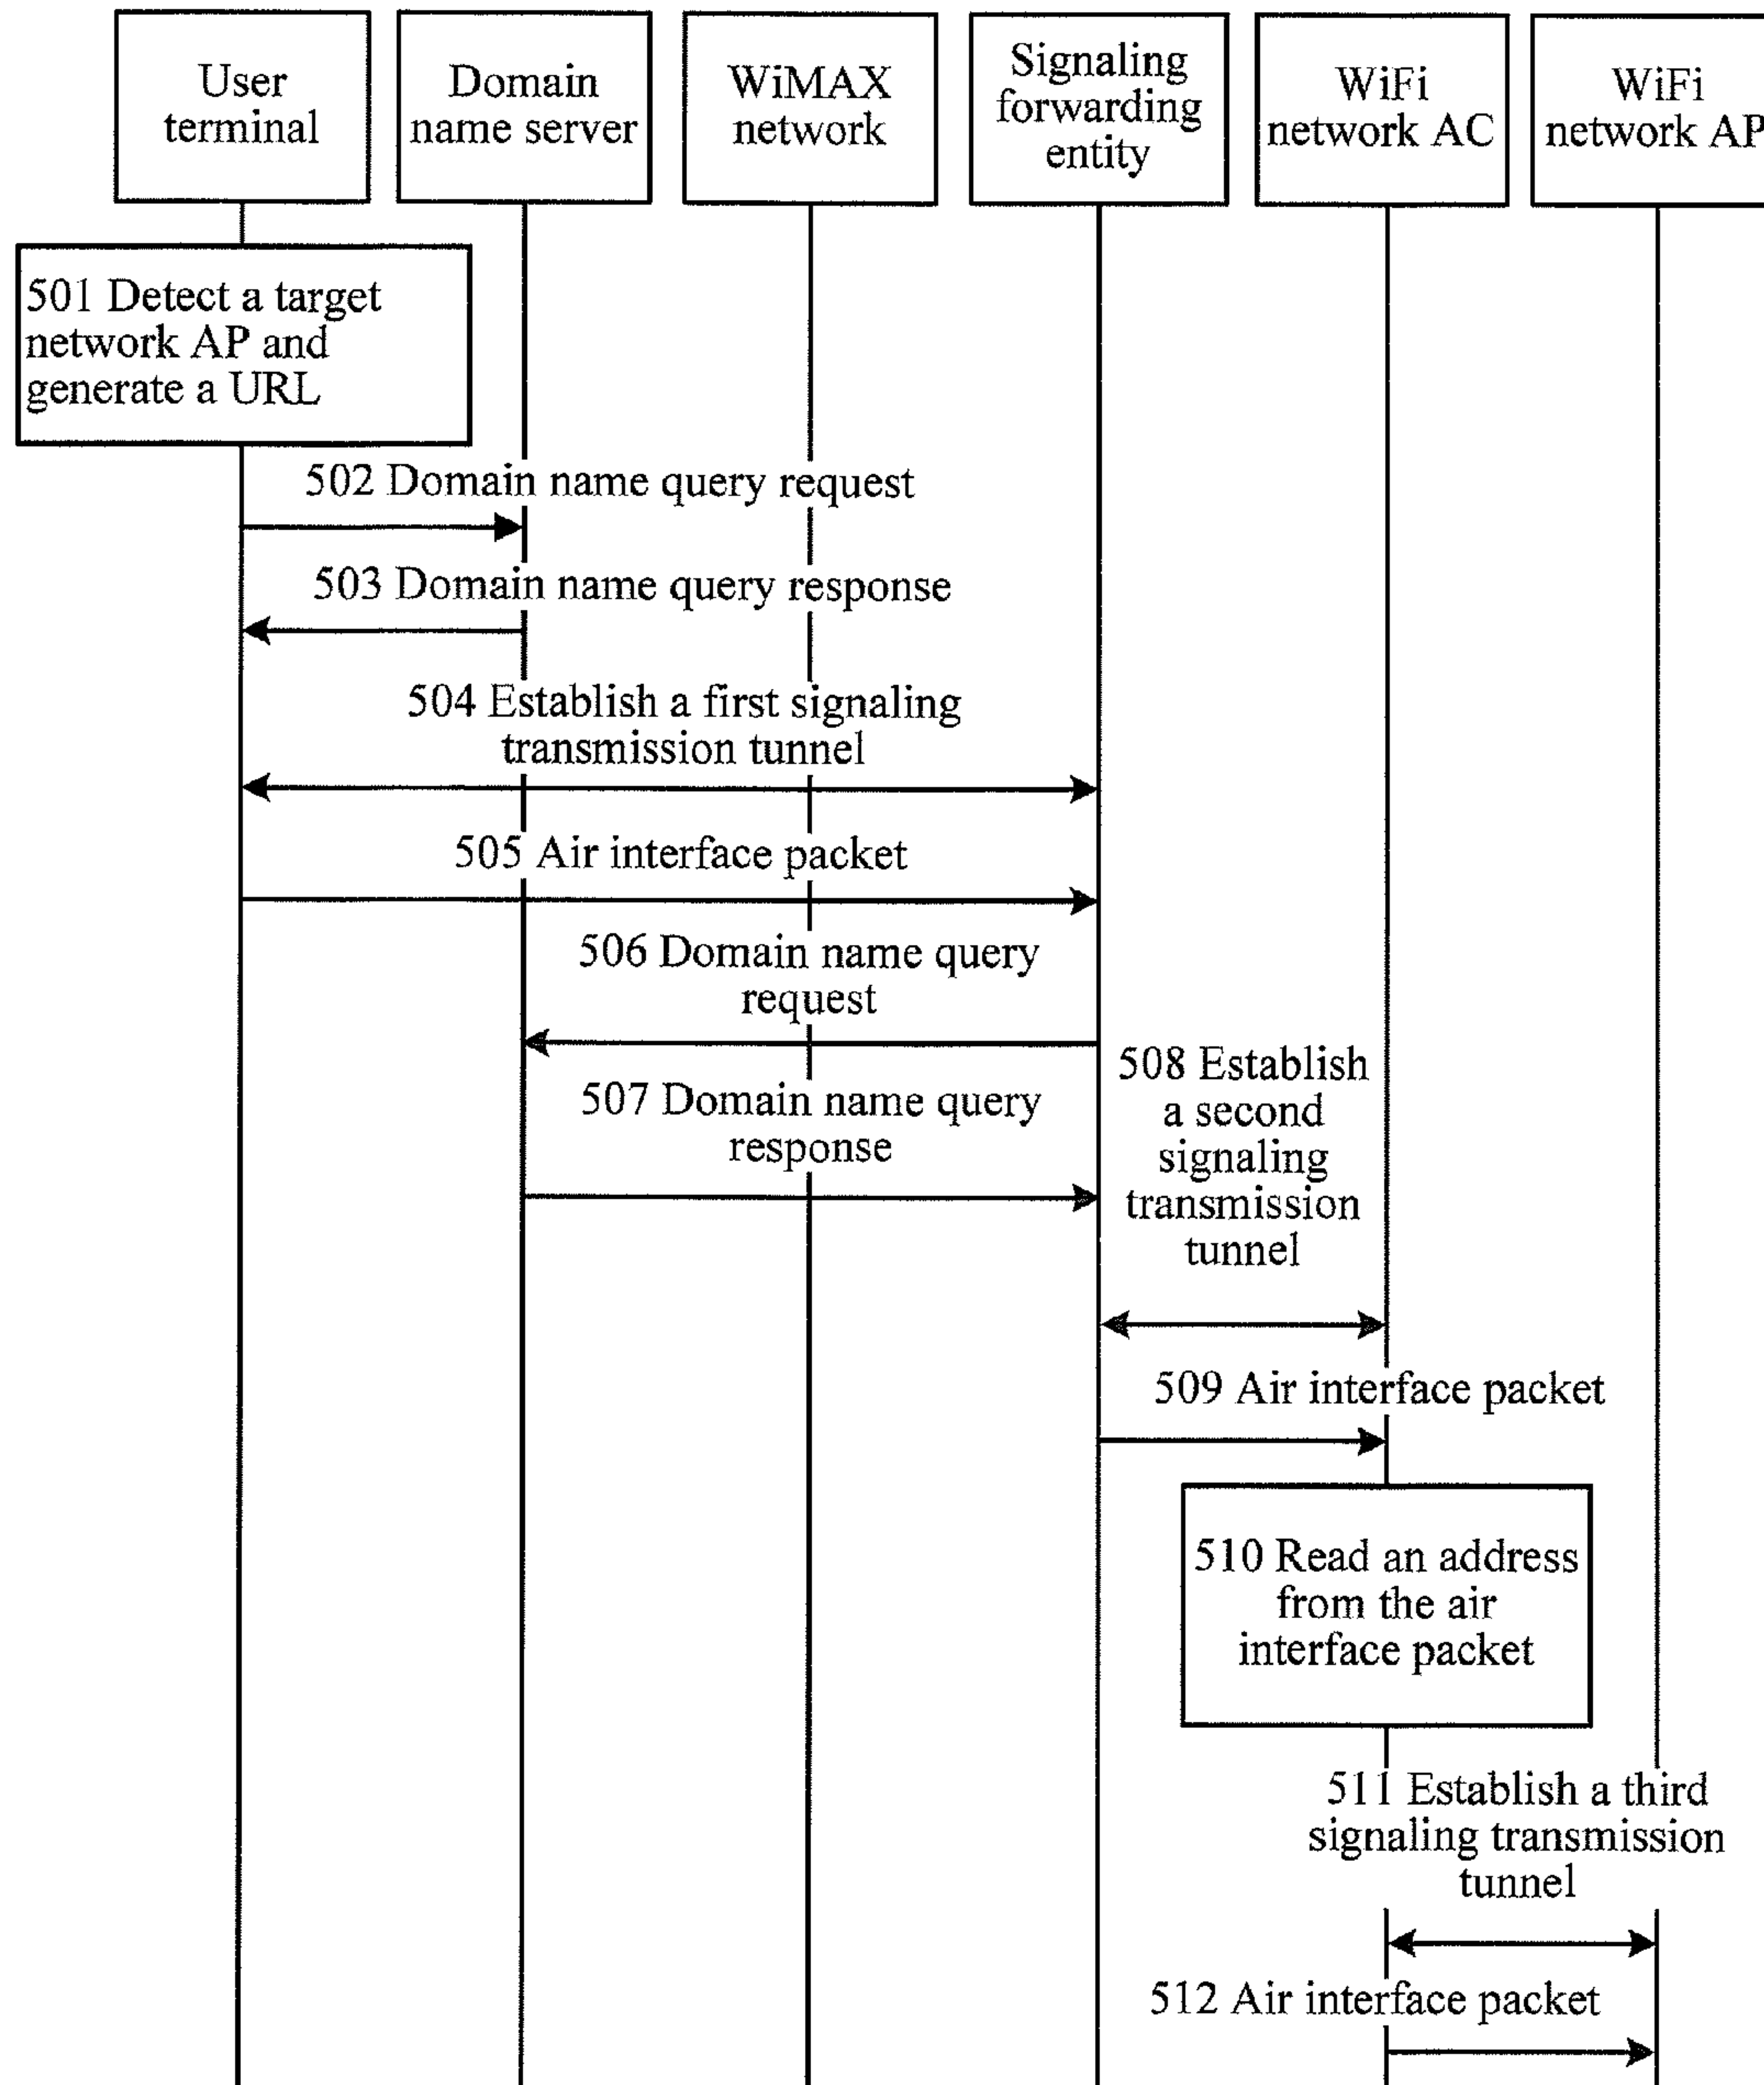 User
terminal
Domain
name server
WiMAX
network
Signaling
forwarding
entity
WiFi
network AC
WiFi
network AP
501 Detect a target
network AP and
generate a URL
502 Domain name query request
503 Domain name query response
504 Establish a first signaling
transmission tunnel
505 Air interface packet
506 Domain name query
request
507 Domain name query
response
508 Establish
a second
signaling
transmission
tunnel
509 Air interface packet
510 Read an address
from the air
interface packet
511 Establish a third
signaling transmission
tunnel
512 Air interface packet